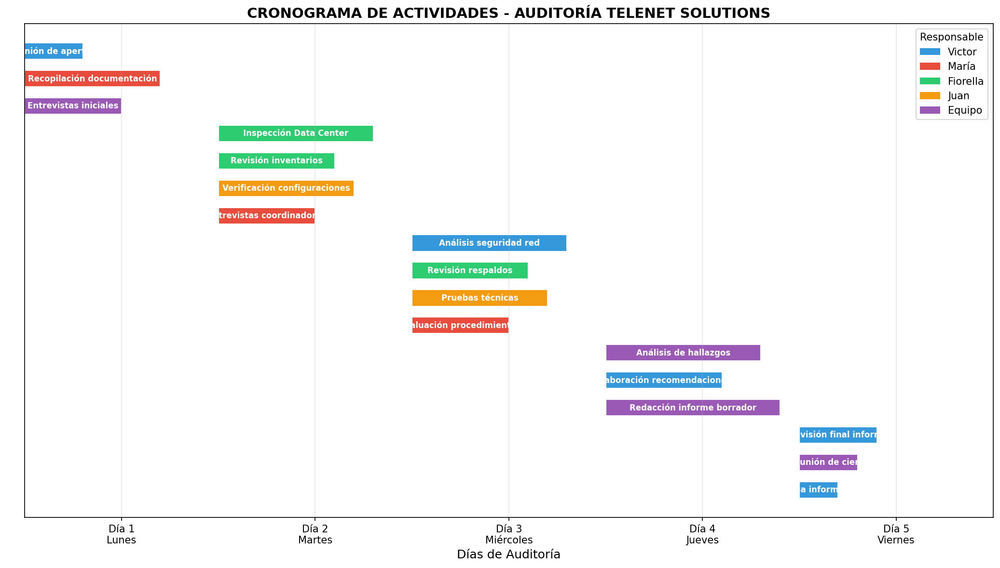 CRONOGRAMA DE ACTIVIDADES - AUDITORÍA TELENET SOLUTIONS
Responsable
Victor
María
Fiorella
Juan
Equipo
nión de aper
Recopilación documentación
Entrevistas iniciales
Inspección Data Center
Revisión inventarios
Verificación configuraciones
trevistas coordinador
Análisis seguridad red
Revisión respaldos
Pruebas técnicas
aluación procedimient
Análisis de hallazgos
aboración recomendacion
Redacción informe borrador
visión final infor
unión de cier
a inform
Día 1
Lunes
Día 2
Martes
Día 3
Miércoles
Día 4
Jueves
Día 5
Viernes
Días de Auditoría